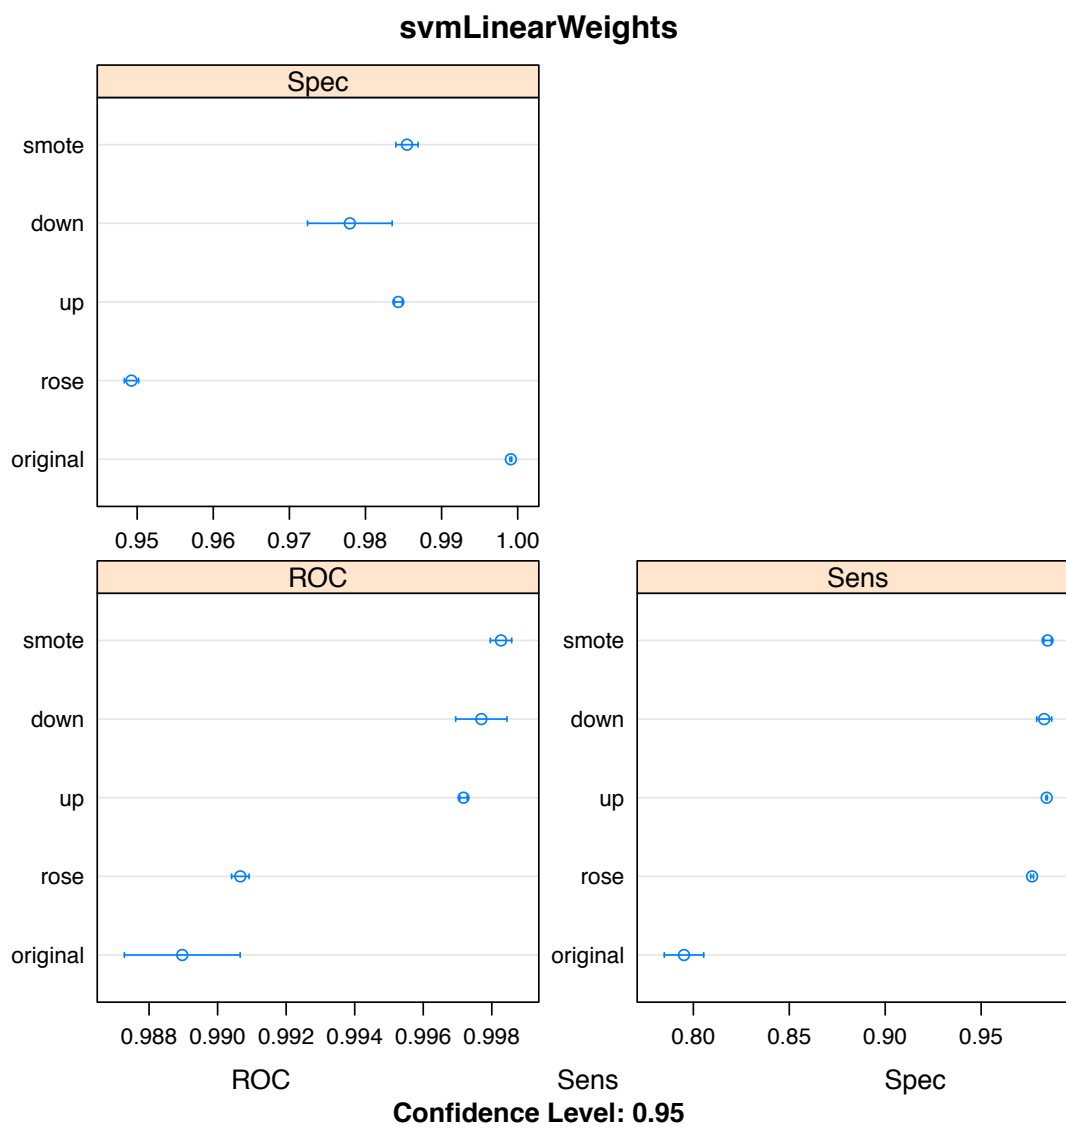 svmLinearWeights
Spec
smote
down
up
rose
original
0.95 0.96 0.97 0.98 0.99 1.00
ROC
smote
down
up
rose
original
0.988 0.990 0.992 0.994 0.996 0.998
Sens
smote
down
up
rose
original
0.80 0.85 0.90 0.95
ROC Sens Spec
Confidence Level: 0.95